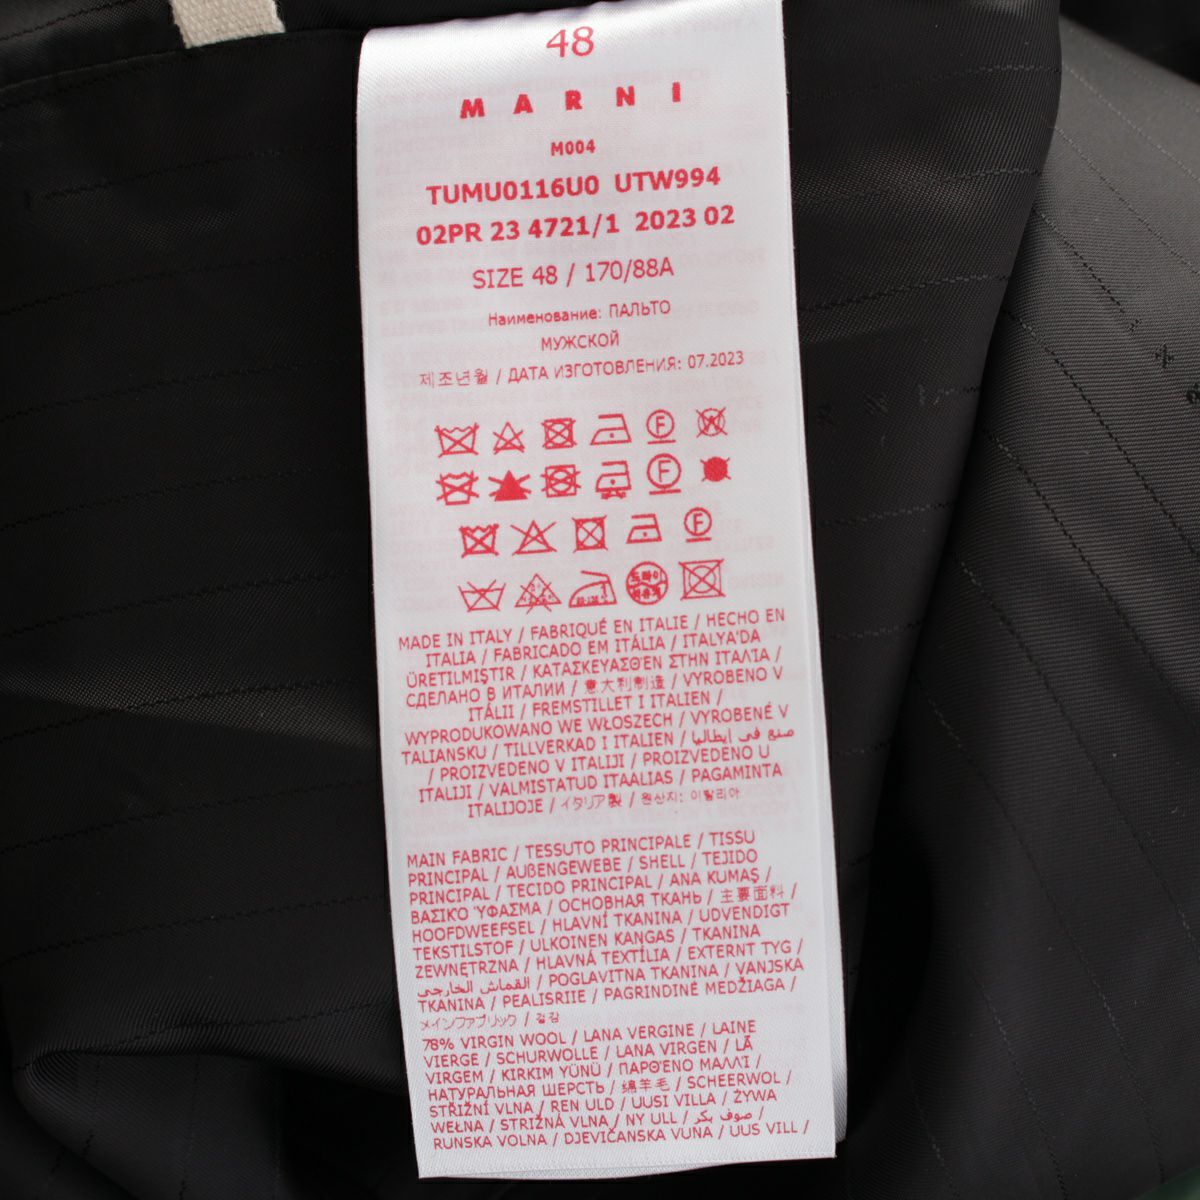 48
MARNI
M004
TUMU0116U0 UTW994
02PR 23 4721/1 2023 02
SIZE 48 / 170/88A
Наименование: ПАЛЬТО
МУЖСКОЙ
제조년월 / ДАТА ИЗГОТОВЛЕНИЯ: 07.2023
F W
F
F
MADE IN ITALY / FABRIQUÉ EN ITALIE / HECHO EN
ITALIA / FABRICADO EM ITÁLIA / ITALYA'DA
ÜRETILMIŞTIR / ΚΑΤΑΣΚΕΥΑΣΘ'ΕΝ ΣΤΗΝ ΙΤΑΛ'ΙΑ /
СДЕЛАНО В ИТАЛИИ / 意大利制造 / VYROBENO V
ITÁLII / FREMSTILLET I ITALIEN /
WYPRODUKOWANO WE WŁOSZECH / VYROBENÉ V
TALIANSKU / TILLVERKAD I ITALIEN / صنع في إيطاليا
/ PROIZVEDENO V ITALIJI / PROIZVEDENO U
ITALIJI / VALMISTATUD ITAALIAS / PAGAMINTA
ITALIJOJE / イタリア製 / 원산지: 이탈리아
MAIN FABRIC / TESSUTO PRINCIPALE / TISSU
PRINCIPAL / AUßENGEWEBE / SHELL / TEJIDO
PRINCIPAL / TECIDO PRINCIPAL / ANA KUMAŞ /
ΒΑΣΙΚ'Ο 'ΥΦΑΣΜΑ / ОСНОВНАЯ ТКАНЬ / 主要面料 /
HOOFDWEEFSEL / HLAVNÍ TKANINA / UDVENDIGT
TEKSTILSTOF / ULKOINEN KANGAS / TKANINA
ZEWNĘTRZNA / HLAVNÁ TEXTÍLIA / EXTERNT TYG /
القماش الخارجي / POGLAVITNA TKANINA / VANJSKA
TKANINA / PEALISRIIE / PAGRINDINĖ MEDŽIAGA /
メインファブリック / 겉감
78% VIRGIN WOOL / LANA VERGINE / LAINE
VIERGE / SCHURWOLLE / LANA VIRGEN / LÃ
VIRGEM / KIRKIM YÜNÜ / ΠΑΡΘ'ΕΝΟ ΜΑΛΛ'Ι /
НАТУРАЛЬНАЯ ШЕРСТЬ / 绵羊毛 / SCHEERWOL /
STŘIŽNÍ VLNA / REN ULD / UUSI VILLA / ŻYWA
WEŁNA / STRIŽNÁ VLNA / NY ULL / صوف بكر /
RUNSKA VOLNA / DJEVIČANSKA VUNA / UUS VILL /